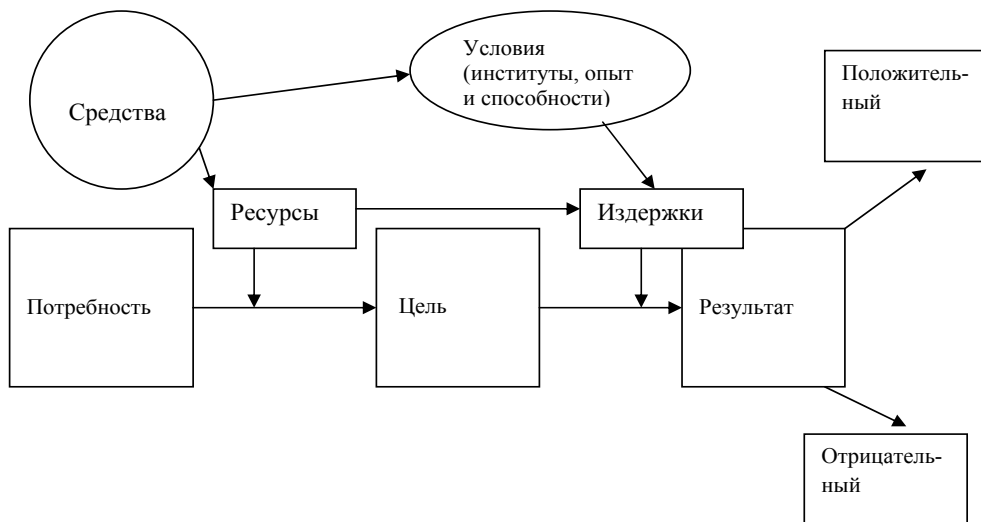 Условия
(институты, опыт
и способности)
Положитель-
ный
Средства
Ресурсы
Издержки
Потребность
Цель
Результат
Отрицатель-
ный